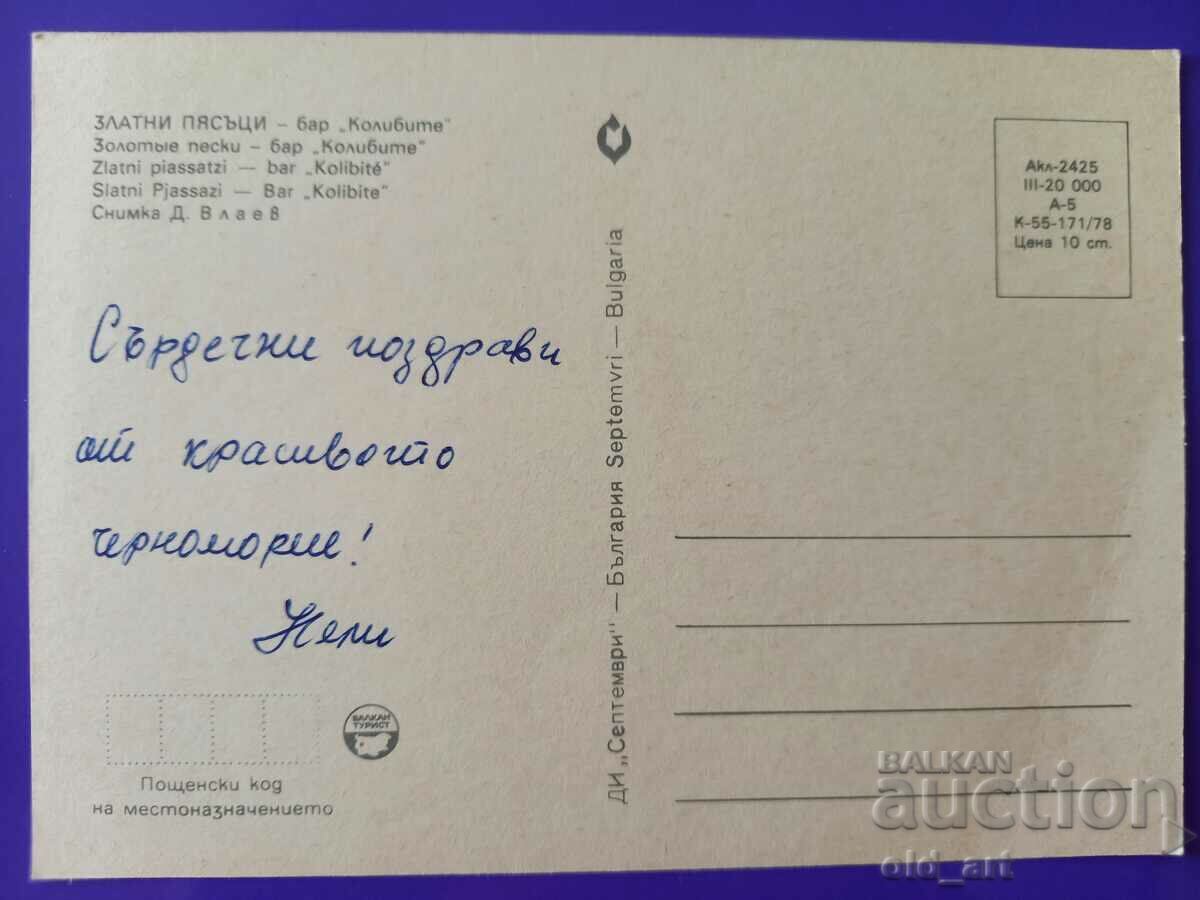 ЗЛАТНИ ПЯСЪЦИ – бар „Колибите"
Золотые пески – бар „Колибите"
Zlatni piassatzi — bar „Kolibité"
Slatni Pjassazi — Bar „Kolibite"
Снимка Д. Влаев
Сърдечни поздрави
от красивото
черноморие!
Нели
Пощенски код
на местоназначението
БАЛКАН
ТУРИСТ
ДИ „Септември" — България Septemvri — Bulgaria
Акл-2425
III-20 000
А-5
К-55-171/78
Цена 10 ст.
BALKAN
auction
old_art